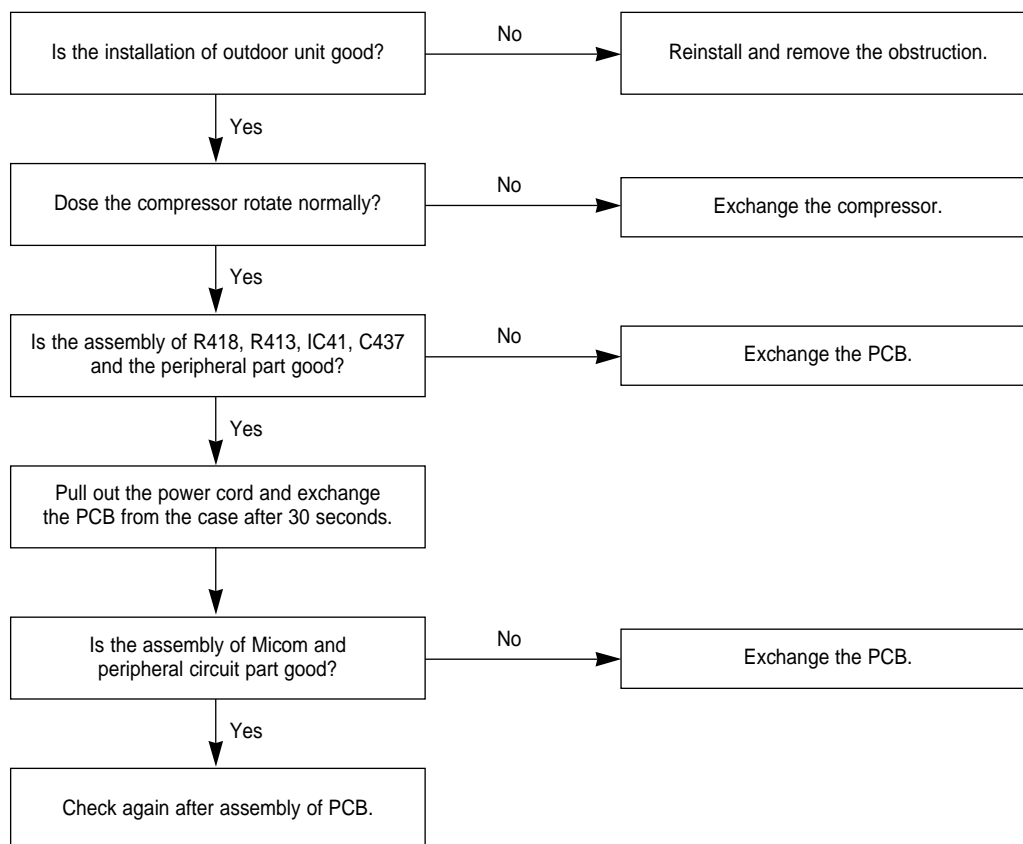 Is the installation of outdoor unit good?
No
Reinstall and remove the obstruction.
Yes
Dose the compressor rotate normally?
No
Exchange the compressor.
Yes
Is the assembly of R418, R413, IC41, C437
and the peripheral part good?
No
Exchange the PCB.
Yes
Pull out the power cord and exchange
the PCB from the case after 30 seconds.
Is the assembly of Micom and
peripheral circuit part good?
No
Exchange the PCB.
Yes
Check again after assembly of PCB.